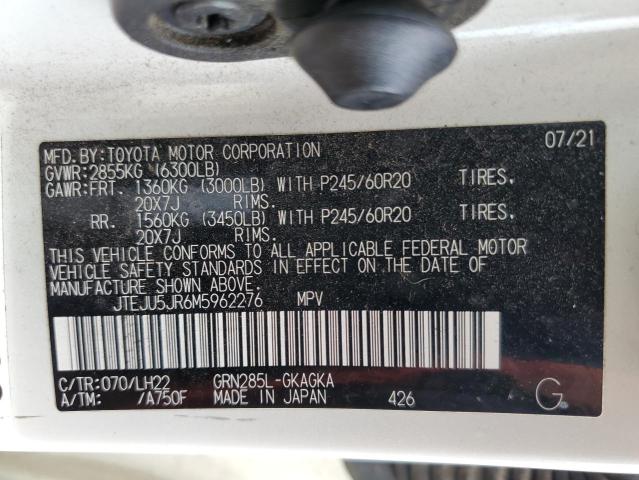 07/21
MFD.BY:TOYOTA MOTOR CORPORATION
GVWR:2855KG (6300LB)
GAWR:FRT. 1360KG (3000LB) WITH P245/60R20 TIRES.
20X7J RIMS.
RR. 1560KG (3450LB) WITH P245/60R20 TIRES.
20X7J RIMS.
THIS VEHICLE CONFORMS TO ALL APPLICABLE FEDERAL MOTOR
VEHICLE SAFETY STANDARDS IN EFFECT ON THE DATE OF
MANUFACTURE SHOWN ABOVE.
JTEJU5JR6M5962276 MPV
C/TR:070/LH22 GRN285L-GKAGKA
A/TM: /A750F MADE IN JAPAN 426 G